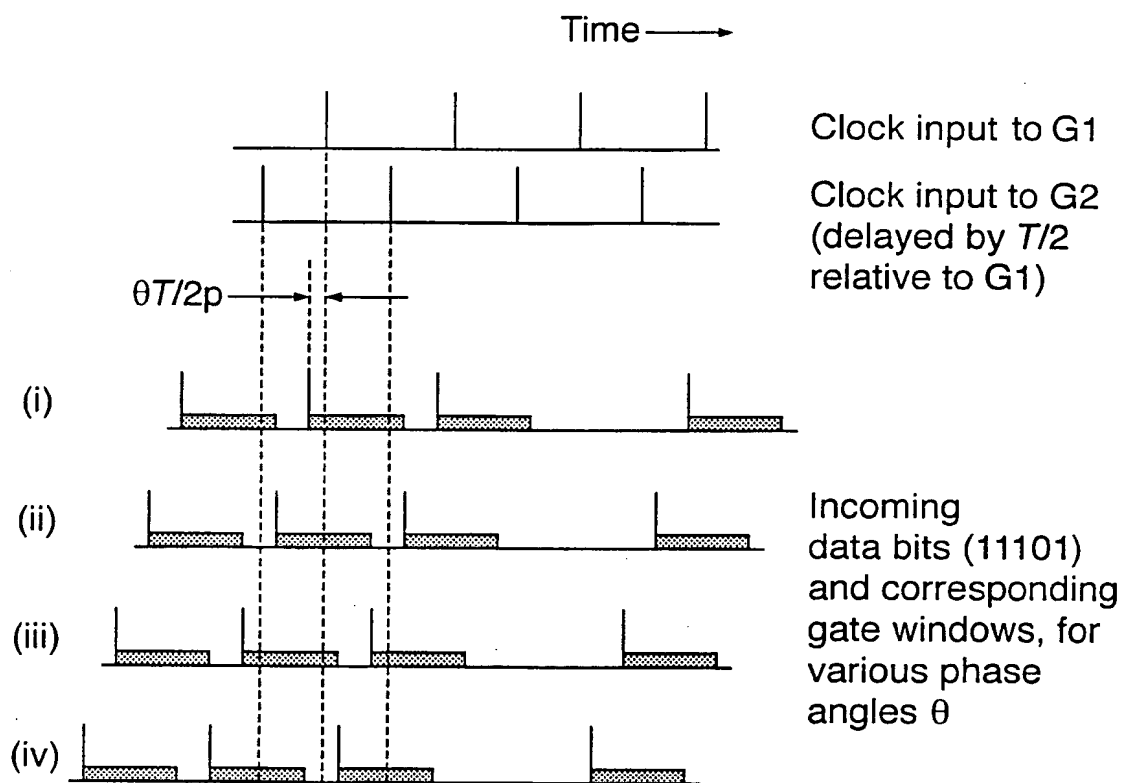 Time
Clock input to G1
Clock input to G2
(delayed by T/2
relative to G1)
θT/2p
(i)
(ii)
Incoming
data bits (11101)
and corresponding
gate windows, for
various phase
angles θ
(iii)
(iv)